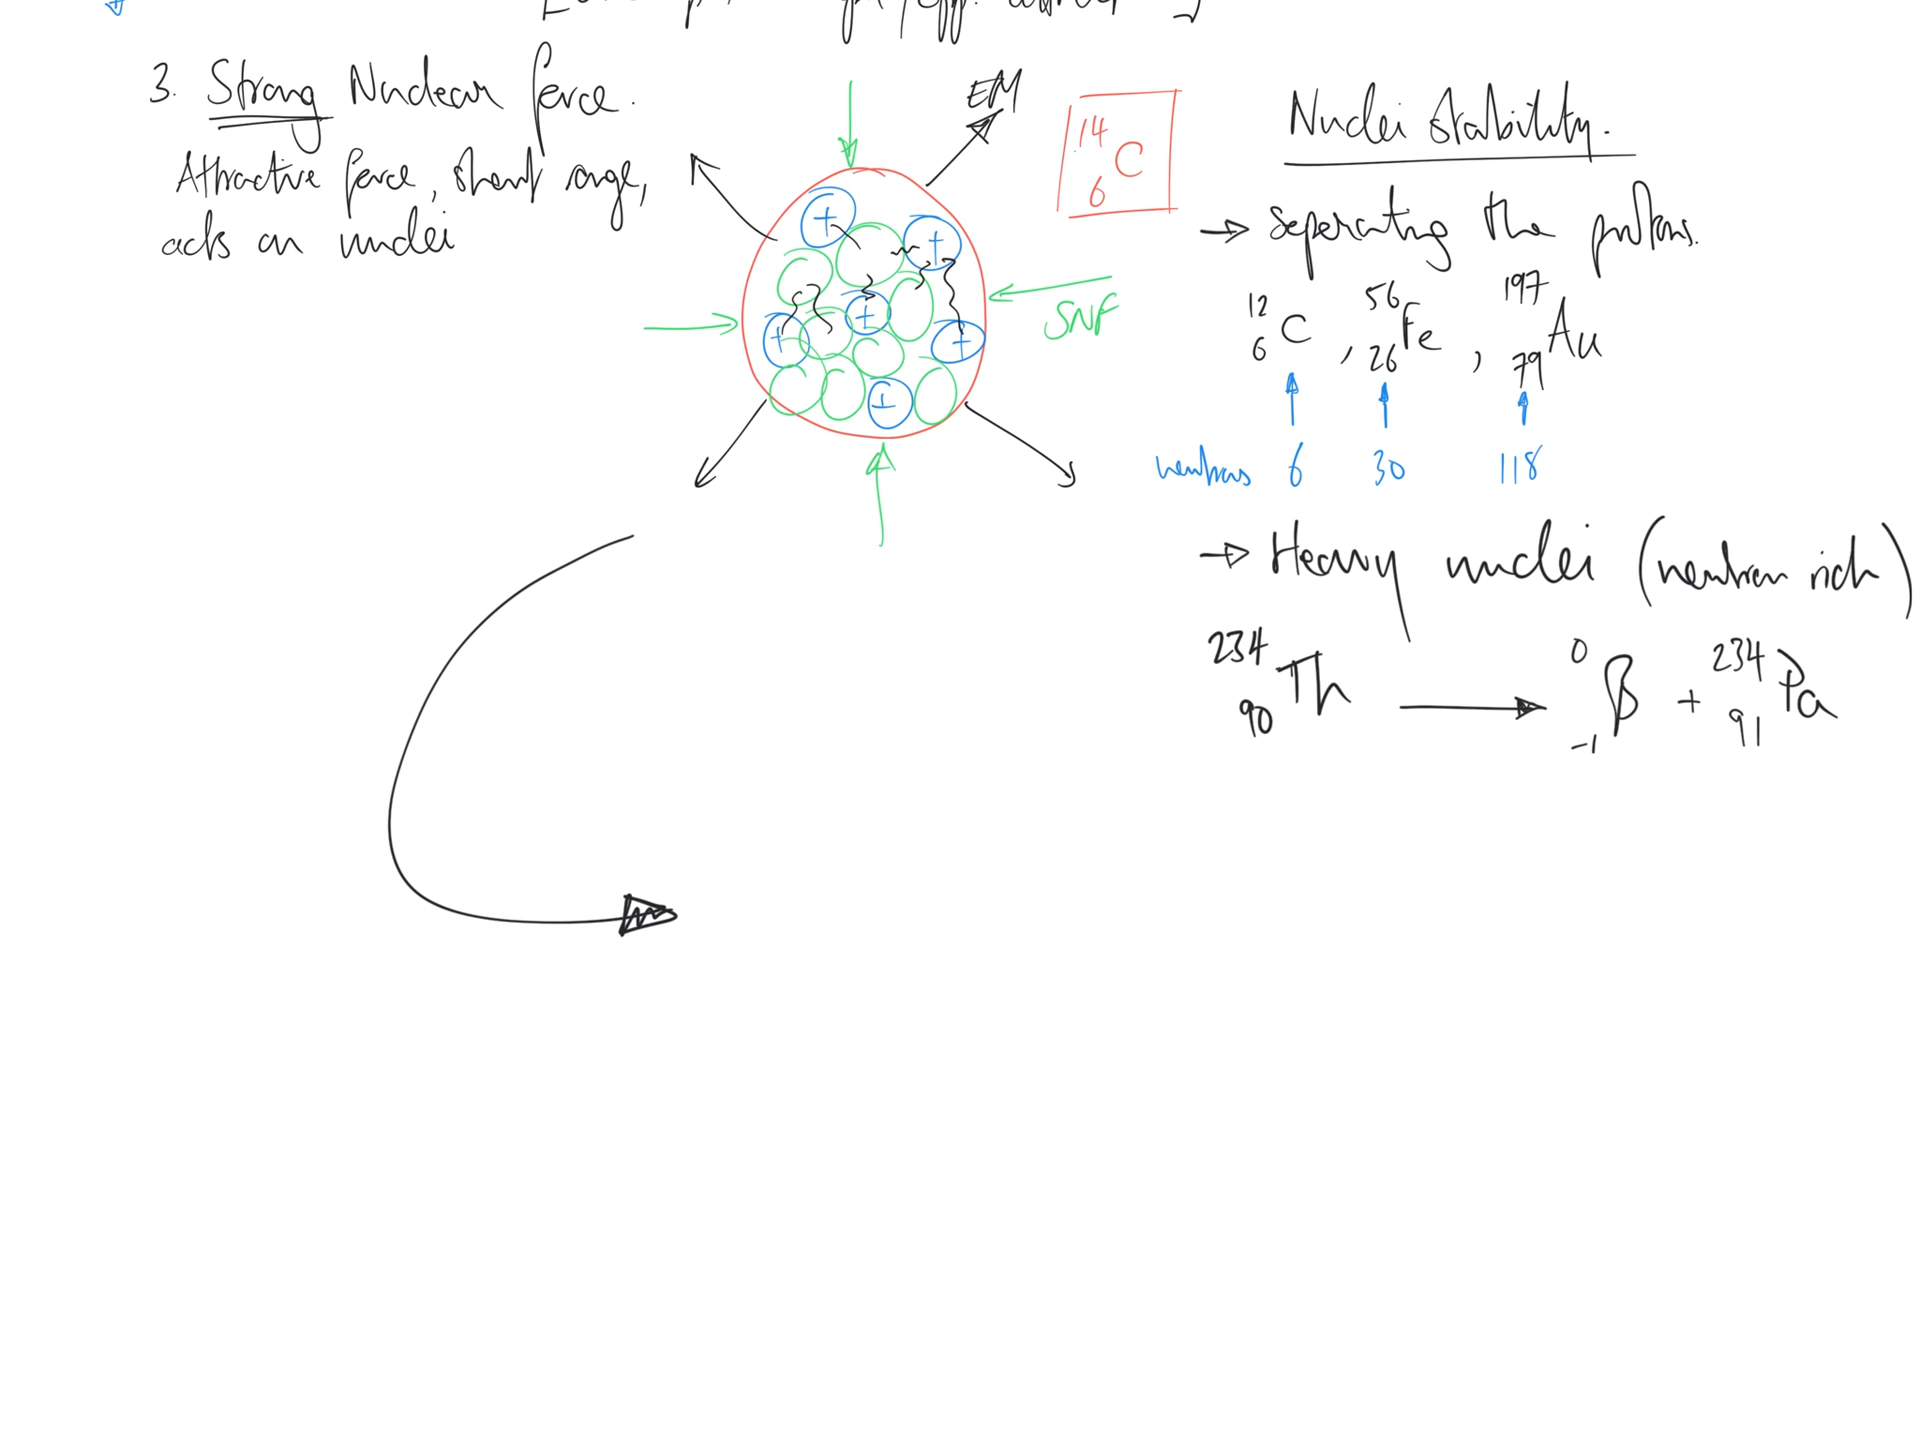 3. Strong Nuclear force.
Attractive force, short range,
acts on nuclei
EM
14
6 C
SNF
+
+
+
+
+
+
Nuclei stability.
→ Seperating the protons.
12 6 C , 56 26 Fe , 197 79 Au
neutrons 6 30 118
→ Heavy nuclei (neutron rich)
234 90 Th → 0 -1 β + 234 91 Pa